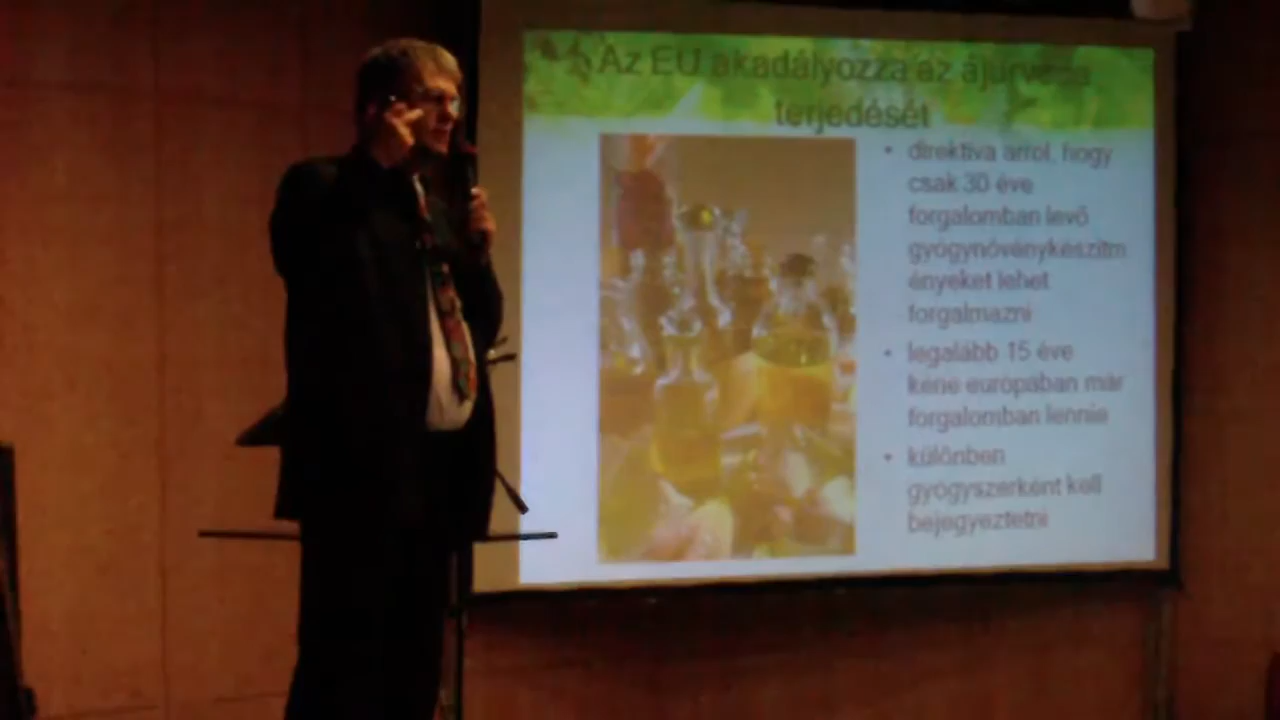 Az EU akadályozza az ájurvéda
terjedését
• direktíva arról, hogy
csak 30 éve
forgalomban levő
gyógynövénykészítm
ényeket lehet
forgalmazni
• legalább 15 éve
kéne európában már
forgalomban lennie
• különben
gyógyszerként kell
bejegyeztetni